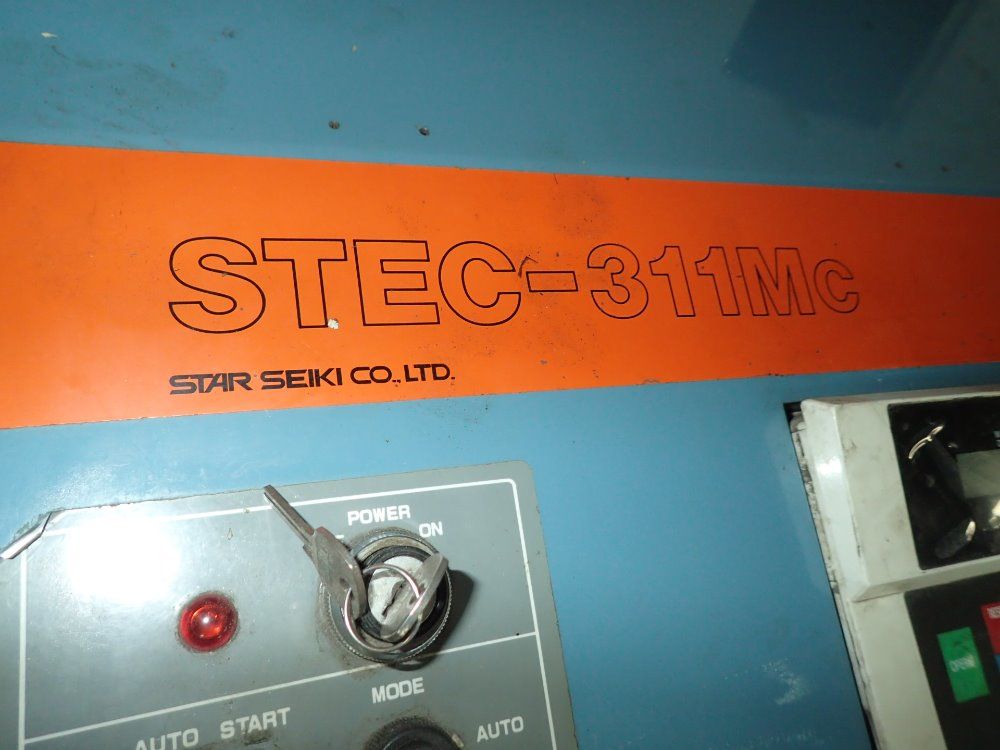 STEC-311Mc
STAR SEIKI CO., LTD.
POWER
ON
MODE
AUTO START
AUTO